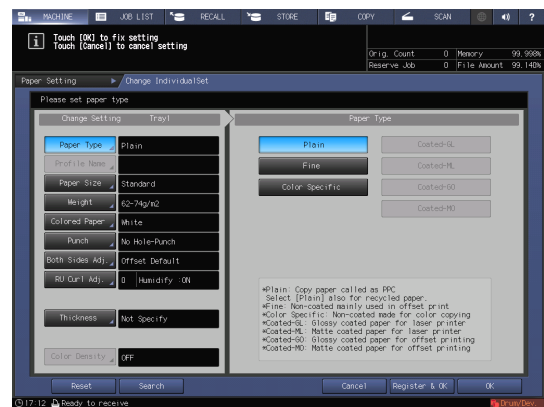 MACHINE JOB LIST RECALL STORE COPY SCAN ?
Touch [OK] to fix
Touch [Cancel] to cancel setting
Orig. Count 0 Memory 99.998%
Reserve Job 0 File Amount 99.140%
Paper Setting Change IndividualSet
Please set paper type
Change Setting Tray1
Paper Type
Paper Type Plain
Profile Name
Paper Size Standard
Weight 62-74g/m2
Colored Paper White
Punch No Hole-Punch
Both Sides Adj. Offset Default
RU Curl Adj. 0 Humidify :ON
Thickness Not Specify
Color Density OFF
Plain Coated-GL
Fine Coated-ML
Color Specific Coated-GO
Coated-MO
*Plain: Copy paper called as PPC
Select [Plain] also for recycled paper.
*Fine: Non-coated mainly used in offset print
*Color Specific: Non-coated made for color copying
*Coated-GL: Glossy coated paper for laser printer
*Coated-ML: Matte coated paper for laser printer
*Coated-GO: Glossy coated paper for offset printing
*Coated-MO: Matte coated paper for offset printing
Reset Search Cancel Register & OK OK
17:12 Ready to receive Drum/Dev.